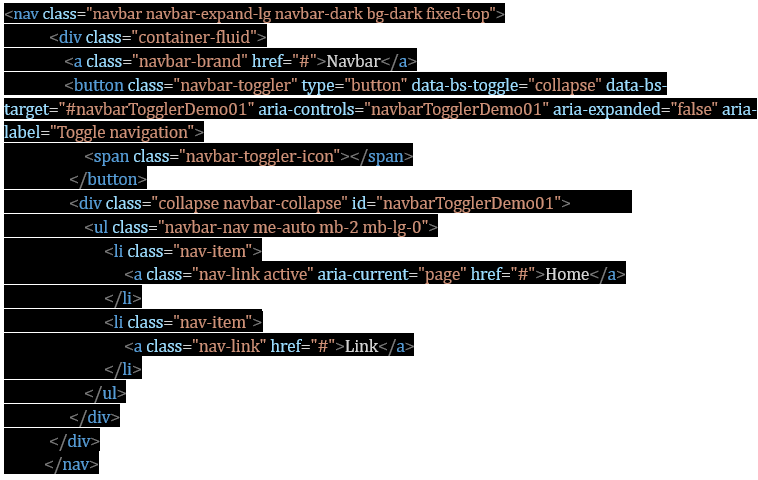 <nav class="navbar navbar-expand-lg navbar-dark bg-dark fixed-top">
<div class="container-fluid">
<a class="navbar-brand" href="#">Navbar</a>
<button class="navbar-toggler" type="button" data-bs-toggle="collapse" data-bs-
target="#navbarTogglerDemo01" aria-controls="navbarTogglerDemo01" aria-expanded="false" aria-
label="Toggle navigation">
<span class="navbar-toggler-icon"></span>
</button>
<div class="collapse navbar-collapse" id="navbarTogglerDemo01">
<ul class="navbar-nav me-auto mb-2 mb-lg-0">
<li class="nav-item">
<a class="nav-link active" aria-current="page" href="#">Home</a>
</li>
<li class="nav-item">
<a class="nav-link" href="#">Link</a>
</li>
</ul>
</div>
</div>
</nav>